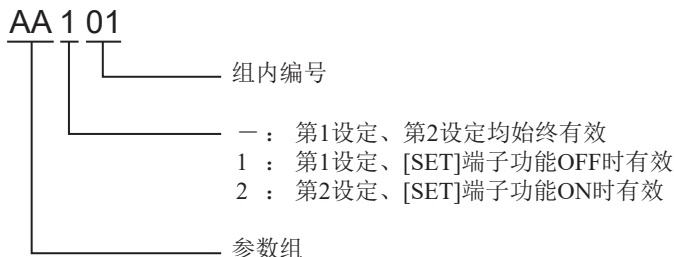 AA 1 01
组内编号
－： 第1设定、第2设定均始终有效
1 ： 第1设定、[SET]端子功能OFF时有效
2 ： 第2设定、[SET]端子功能ON时有效
参数组